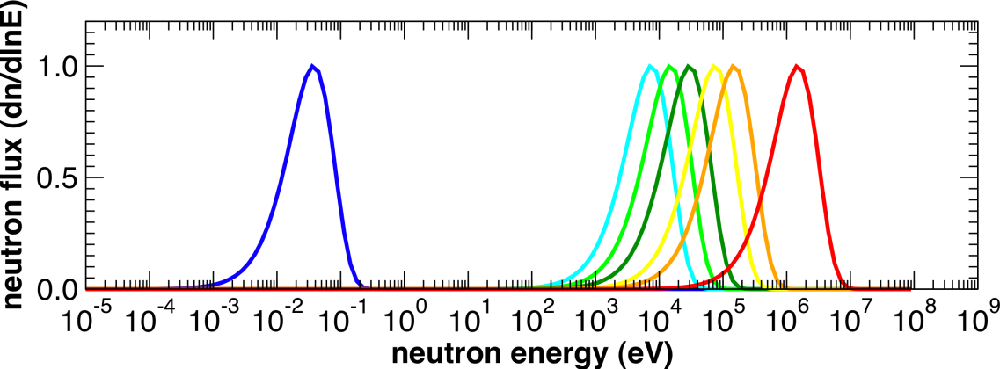 neutron flux (dn/dlnE)
1.0
0.5
0.0
10⁻⁵ 10⁻⁴ 10⁻³ 10⁻² 10⁻¹ 10⁰ 10¹ 10² 10³ 10⁴ 10⁵ 10⁶ 10⁷ 10⁸ 10⁹
neutron energy (eV)